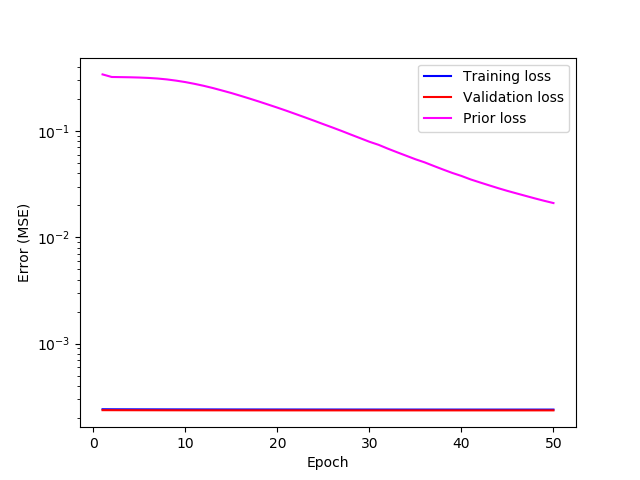 Training loss
Validation loss
Prior loss
Error (MSE)
10⁻¹
10⁻²
10⁻³
0 10 20 30 40 50
Epoch